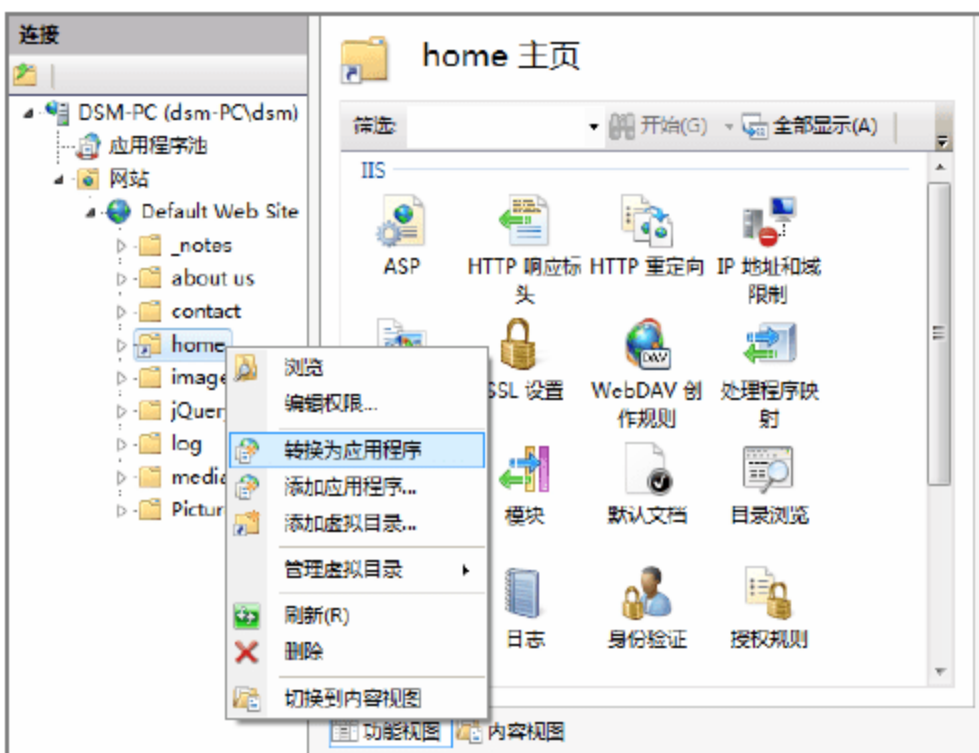 连接
home 主页
DSM-PC (dsm-PC\dsm)
应用程序池
网站
Default Web Site
_notes
about us
contact
home
image
jQuer
log
media
Pictur
筛选:
开始(G)
全部显示(A)
IIS
ASP
HTTP 响应标
头
HTTP 重定向
IP 地址和域
限制
SSL 设置
WebDAV 创
作规则
处理程序映
射
模块
默认文档
目录浏览
日志
身份验证
授权规则
浏览
编辑权限...
转换为应用程序
添加应用程序...
添加虚拟目录...
管理虚拟目录
刷新(R)
删除
切换到内容视图
功能视图
内容视图